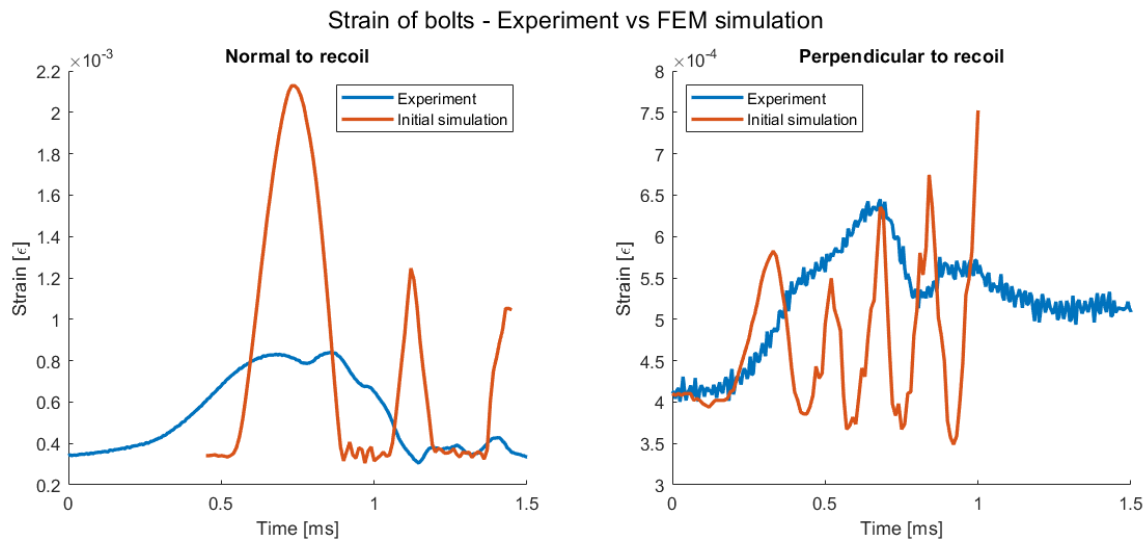 Strain of bolts - Experiment vs FEM simulation
Normal to recoil
×10⁻³
2.2
2
1.8
1.6
1.4
1.2
1
0.8
0.6
0.4
0.2
Strain [ϵ]
0
0.5
1
1.5
Time [ms]
Experiment
Initial simulation
Perpendicular to recoil
×10⁻⁴
8
7.5
7
6.5
6
5.5
5
4.5
4
3.5
3
Strain [ϵ]
0
0.5
1
1.5
Time [ms]
Experiment
Initial simulation